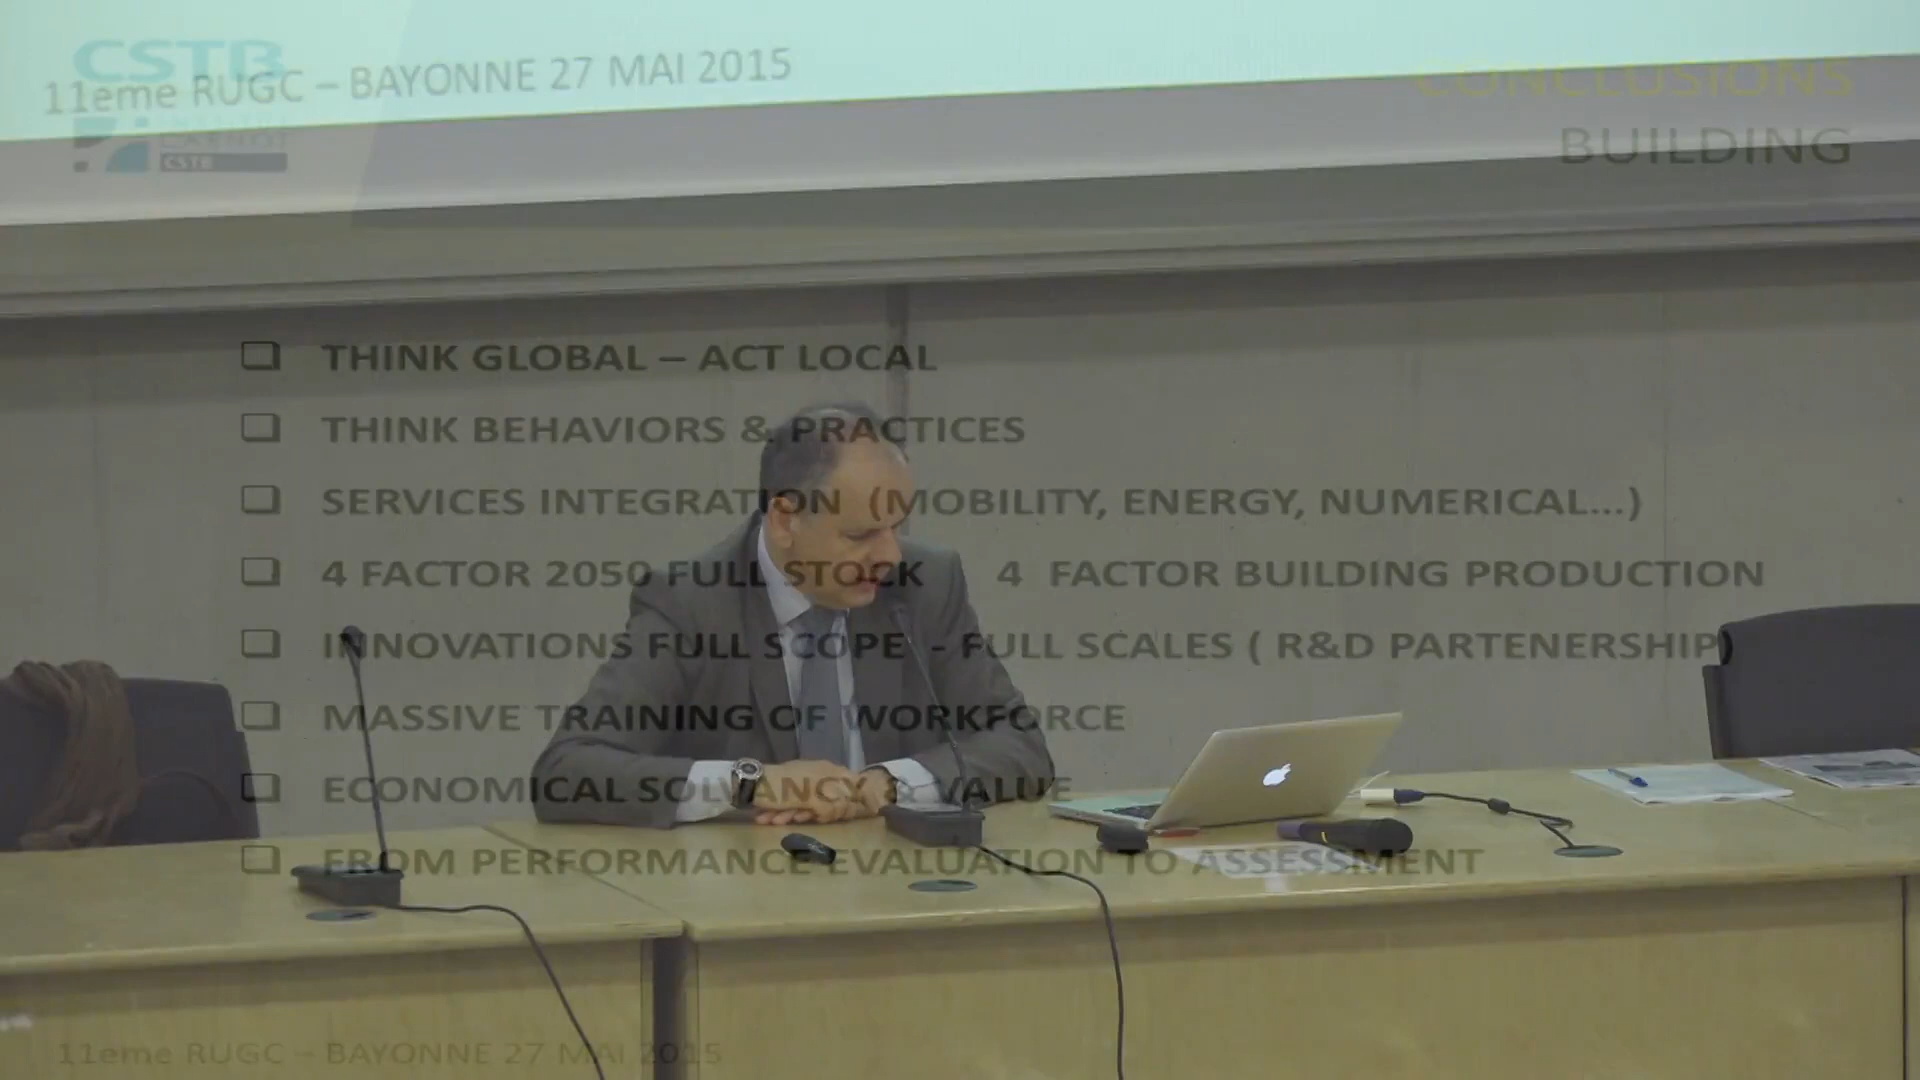 CSTB
11eme RUGC – BAYONNE 27 MAI 2015
CONCLUSIONS
CSTB
BUILDING
THINK GLOBAL – ACT LOCAL
THINK BEHAVIORS & PRACTICES
SERVICES INTEGRATION (MOBILITY, ENERGY, NUMERICAL...)
4 FACTOR 2050 FULL STOCK 4 FACTOR BUILDING PRODUCTION
INNOVATIONS FULL SCOPE - FULL SCALES ( R&D PARTENERSHIP)
MASSIVE TRAINING OF WORKFORCE
ECONOMICAL SOLVANCY & VALUE
FROM PERFORMANCE EVALUATION TO ASSESSMENT
11eme RUGC – BAYONNE 27 MAI 2015